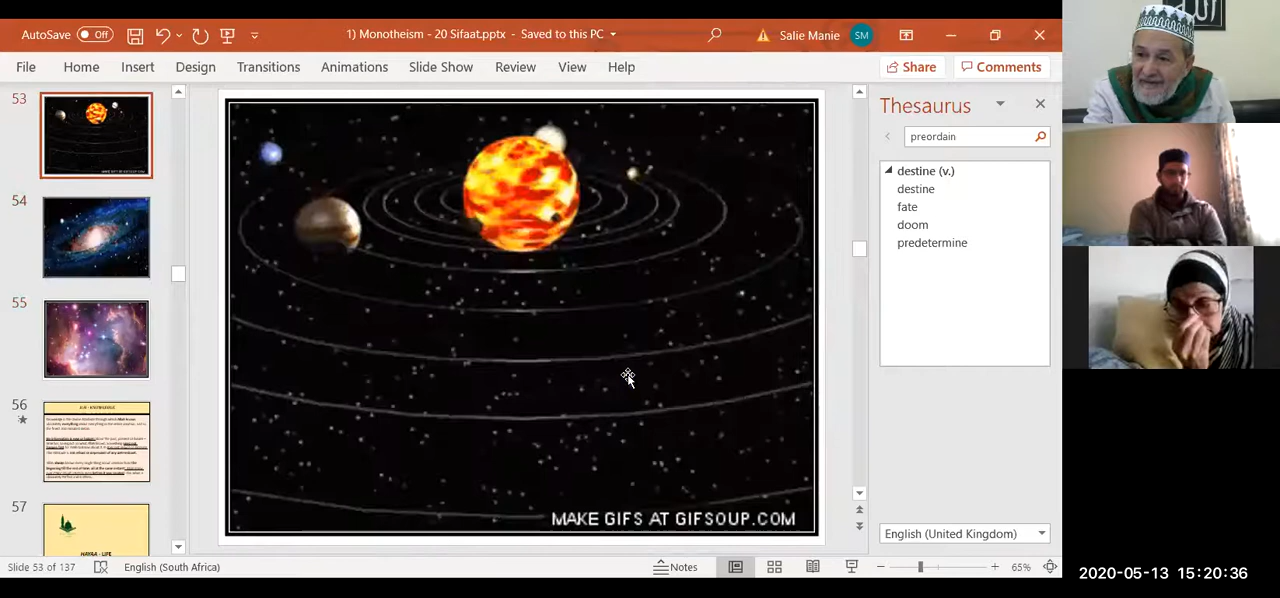 AutoSave Off
1) Monotheism - 20 Sifaat.pptx - Saved to this PC
Salie Manie SM
File Home Insert Design Transitions Animations Slide Show Review View Help Share Comments
53
54
55
56
57
HAYAA - LIFE
MAKE GIFS AT GIFSOUP.COM
Thesaurus
preordain
destine (v.)
destine
fate
doom
predetermine
English (United Kingdom)
Slide 53 of 137 English (South Africa) Notes 65%
2020-05-13 15:20:36